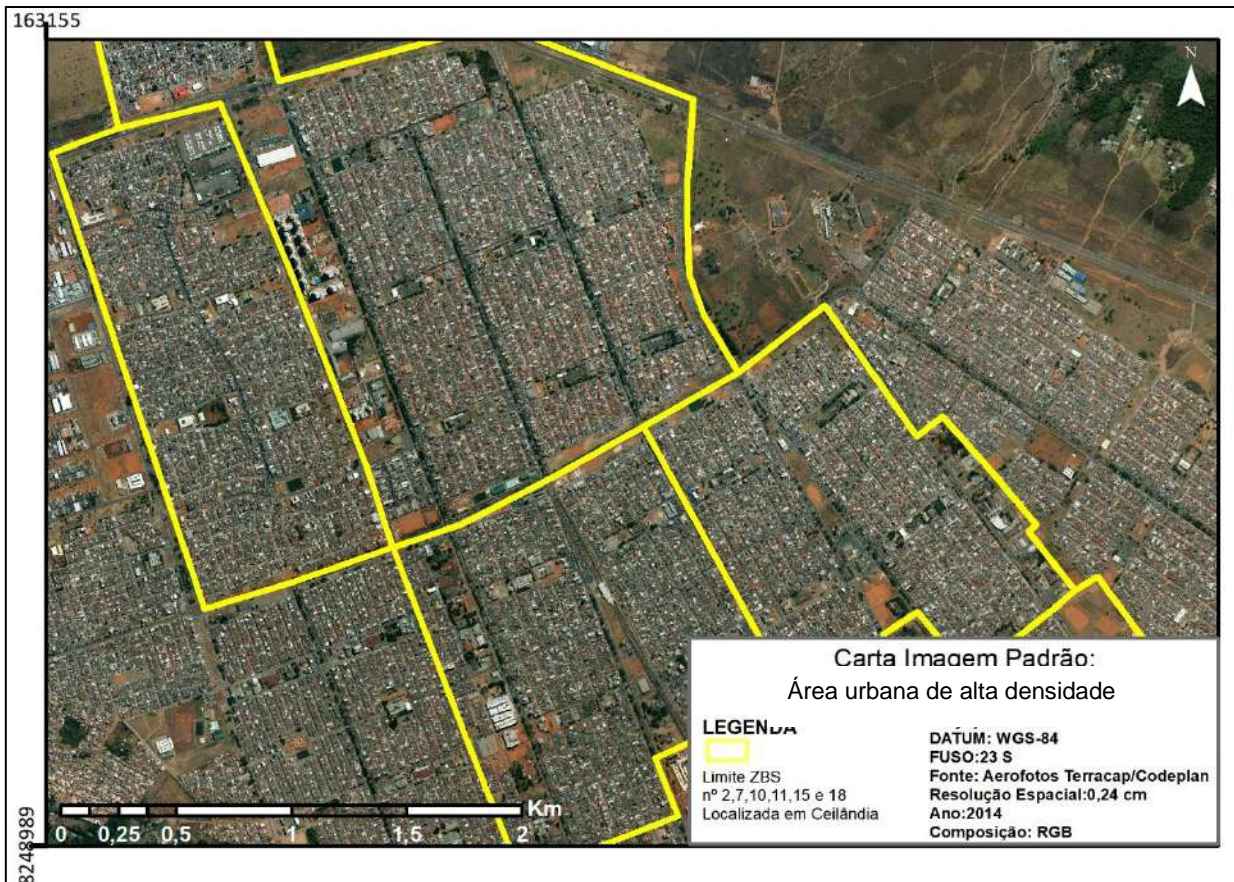 163155
N
Carta Imagem Padrão:
Área urbana de alta densidade
LEGENDA
Limite ZBS
nº 2,7,10,11,15 e 18
Localizada em Ceilândia
DATUM: WGS-84
FUSO:23 S
Fonte: Aerofotos Terracap/Codeplan
Resolução Espacial:0,24 cm
Ano:2014
Composição: RGB
Km
0 0,25 0,5 1 1,5 2
8248989